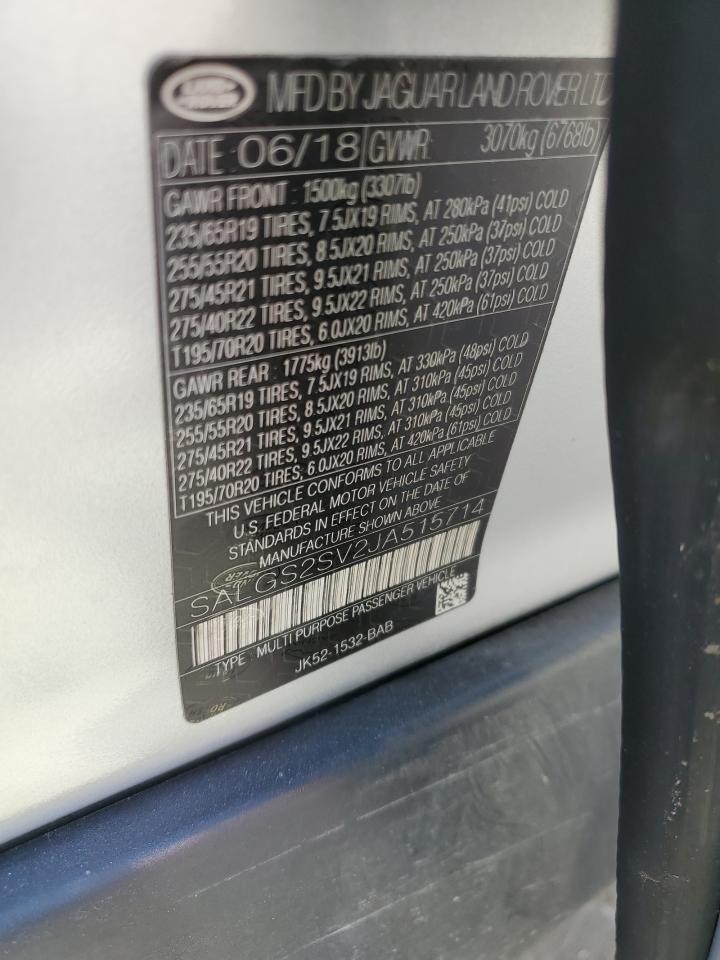 LAND ROVER
MFD BY JAGUAR LAND ROVER LTD
DATE 06/18 GVWR 3070kg (6768lb)
GAWR FRONT : 1500kg (3307lb)
235/65R19 TIRES, 7.5JX19 RIMS, AT 280kPa (41psi) COLD
255/55R20 TIRES, 8.5JX20 RIMS, AT 250kPa (37psi) COLD
275/45R21 TIRES, 9.5JX21 RIMS, AT 250kPa (37psi) COLD
275/40R22 TIRES, 9.5JX22 RIMS, AT 250kPa (37psi) COLD
T195/70R20 TIRES, 6.0JX20 RIMS, AT 420kPa (61psi) COLD
GAWR REAR : 1775kg (3913lb)
235/65R19 TIRES, 7.5JX19 RIMS, AT 330kPa (48psi) COLD
255/55R20 TIRES, 8.5JX20 RIMS, AT 310kPa (45psi) COLD
275/45R21 TIRES, 9.5JX21 RIMS, AT 310kPa (45psi) COLD
275/40R22 TIRES, 9.5JX22 RIMS, AT 310kPa (45psi) COLD
T195/70R20 TIRES, 6.0JX20 RIMS, AT 420kPa (61psi) COLD
THIS VEHICLE CONFORMS TO ALL APPLICABLE
U.S. FEDERAL MOTOR VEHICLE SAFETY
STANDARDS IN EFFECT ON THE DATE OF
MANUFACTURE SHOWN ABOVE
SALGS2SV2JA515714
TYPE : MULTI PURPOSE PASSENGER VEHICLE
JK52-1532-BAB